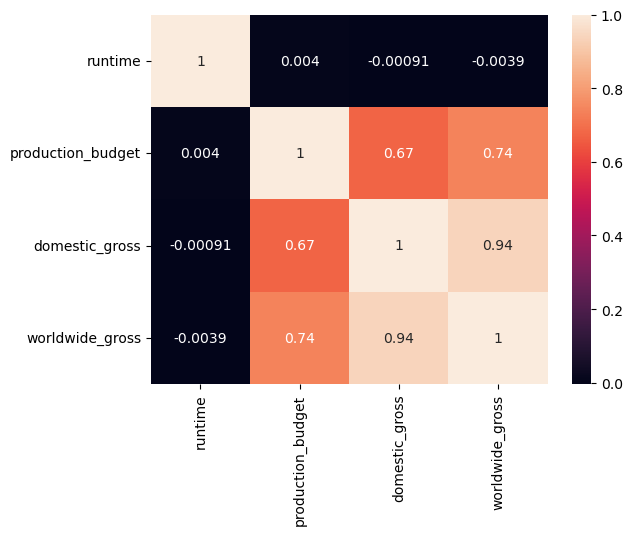 runtime
1
0.004
-0.00091
-0.0039
production_budget
0.004
1
0.67
0.74
domestic_gross
-0.00091
0.67
1
0.94
worldwide_gross
-0.0039
0.74
0.94
1
runtime
production_budget
domestic_gross
worldwide_gross
1.0
0.8
0.6
0.4
0.2
0.0